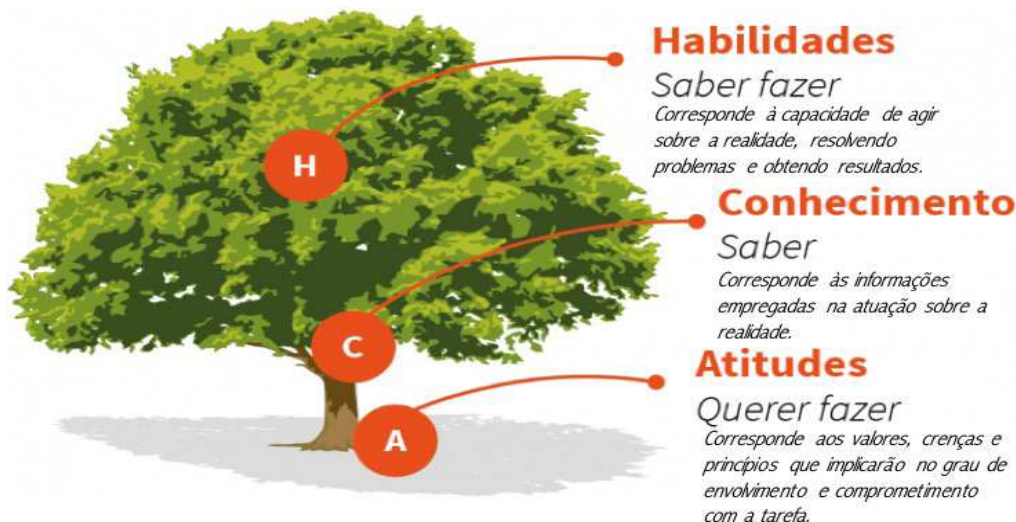 Habilidades
Saber fazer
Corresponde à capacidade de agir
sobre a realidade, resolvendo
problemas e obtendo resultados.
H
Conhecimento
Saber
Corresponde às informações
empregadas na atuação sobre a
realidade.
C
Atitudes
Querer fazer
Corresponde aos valores, crenças e
princípios que implicarão no grau de
envolvimento e comprometimento
com a tarefa.
A